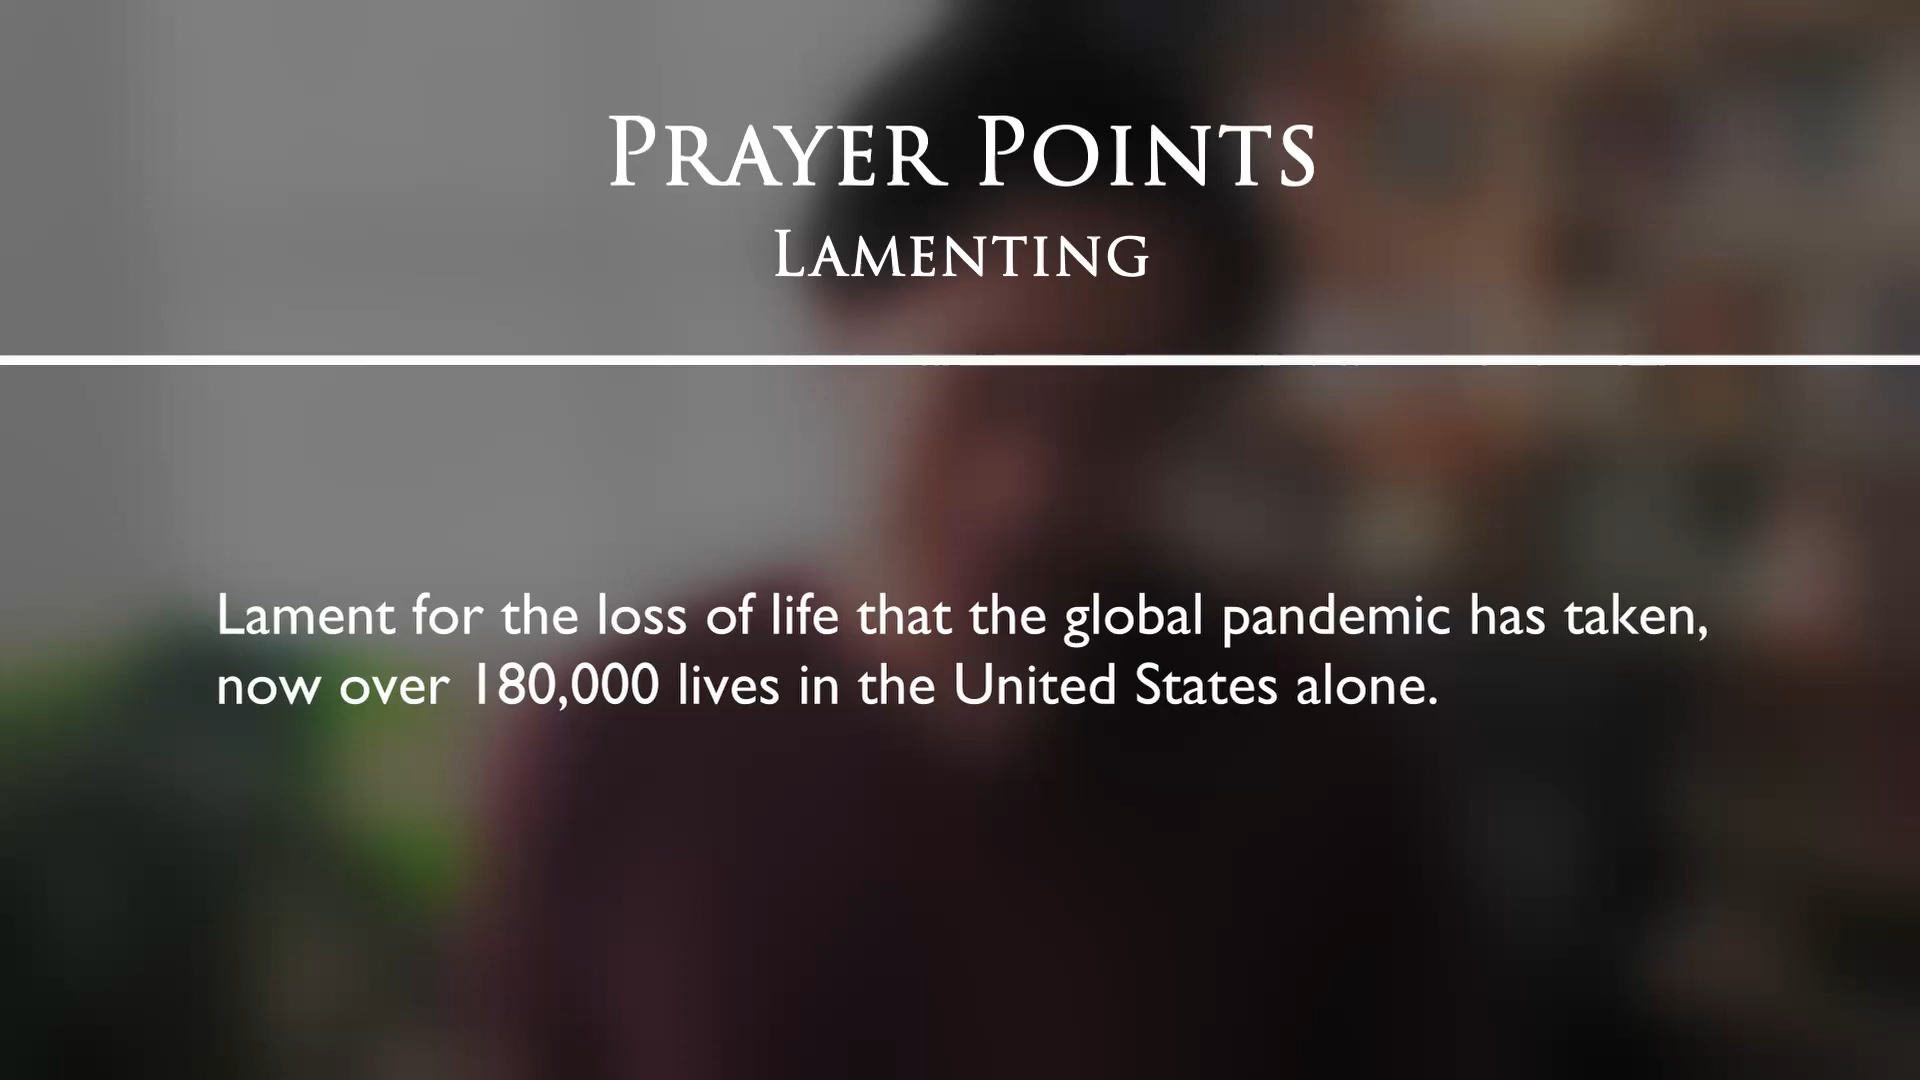 Prayer Points
Lamenting
Lament for the loss of life that the global pandemic has taken,
now over 180,000 lives in the United States alone.